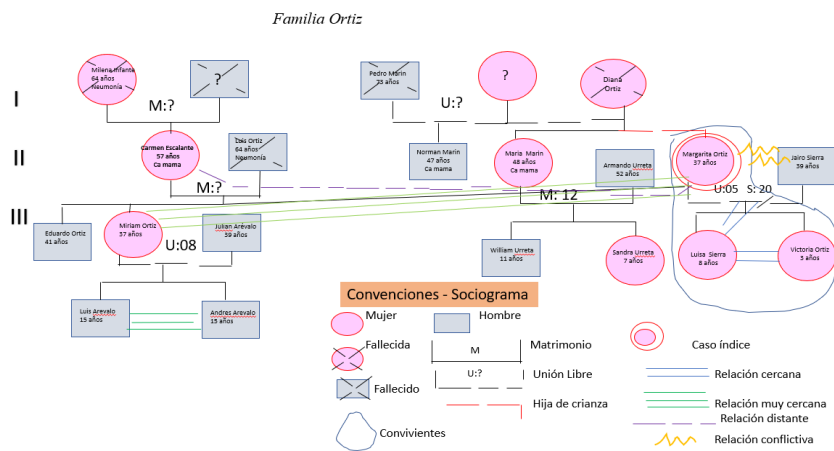 Familia Ortiz
Milena Infante
64 años
Neumonía
?
Pedro Marin
73 años
?
Diana
Ortiz
I
M:?
U:?
II
Carmen Escalante
57 años
Ca mama
Luis Ortiz
64 años
Neumonía
Norman Marin
47 años
Ca mama
Maria Marin
48 años
Ca mama
Armando Urreta
52 años
Margarita Ortiz
37 años
Jairo Sierra
39 años
M:?
M: 12
U:05 S: 20
III
Eduardo Ortiz
41 años
Miriam Ortiz
37 años
Julian Arévalo
39 años
U:08
William Urreta
11 años
Sandra Urreta
7 años
Luisa Sierra
8 años
Victoria Ortiz
3 años
Luis Arevalo
15 años
Andres Arevalo
15 años
Convenciones - Sociograma
Mujer
Hombre
Fallecida
M
Matrimonio
Caso índice
U:?
Unión Libre
Relación cercana
Fallecido
Hija de crianza
Relación muy cercana
Relación distante
Convivientes
Relación conflictiva